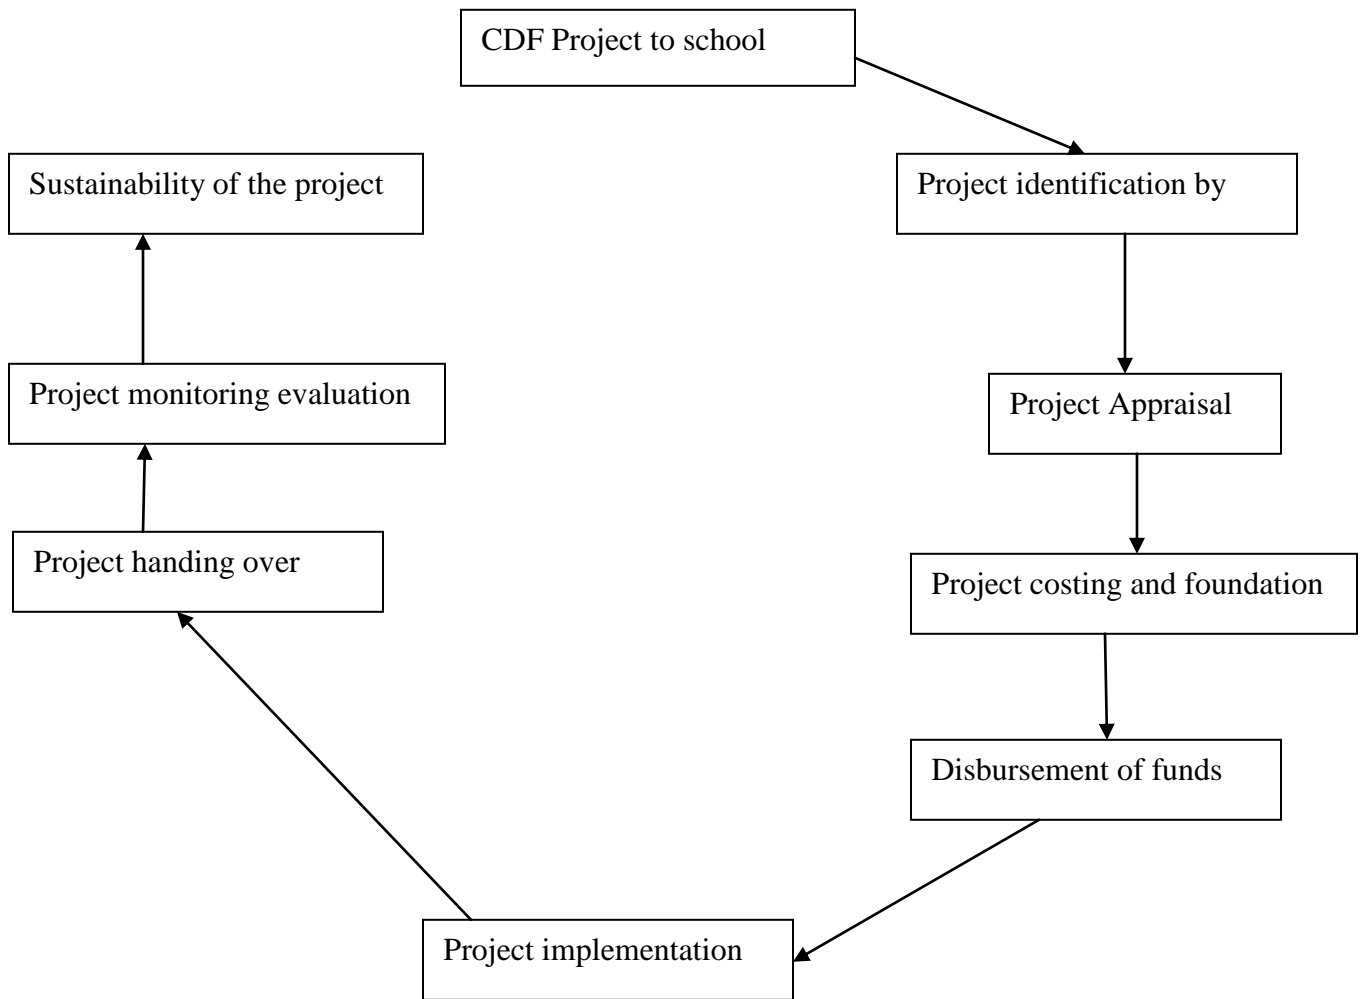 CDF Project to school
Sustainability of the project
Project identification by
Project monitoring evaluation
Project Appraisal
Project handing over
Project costing and foundation
Disbursement of funds
Project implementation